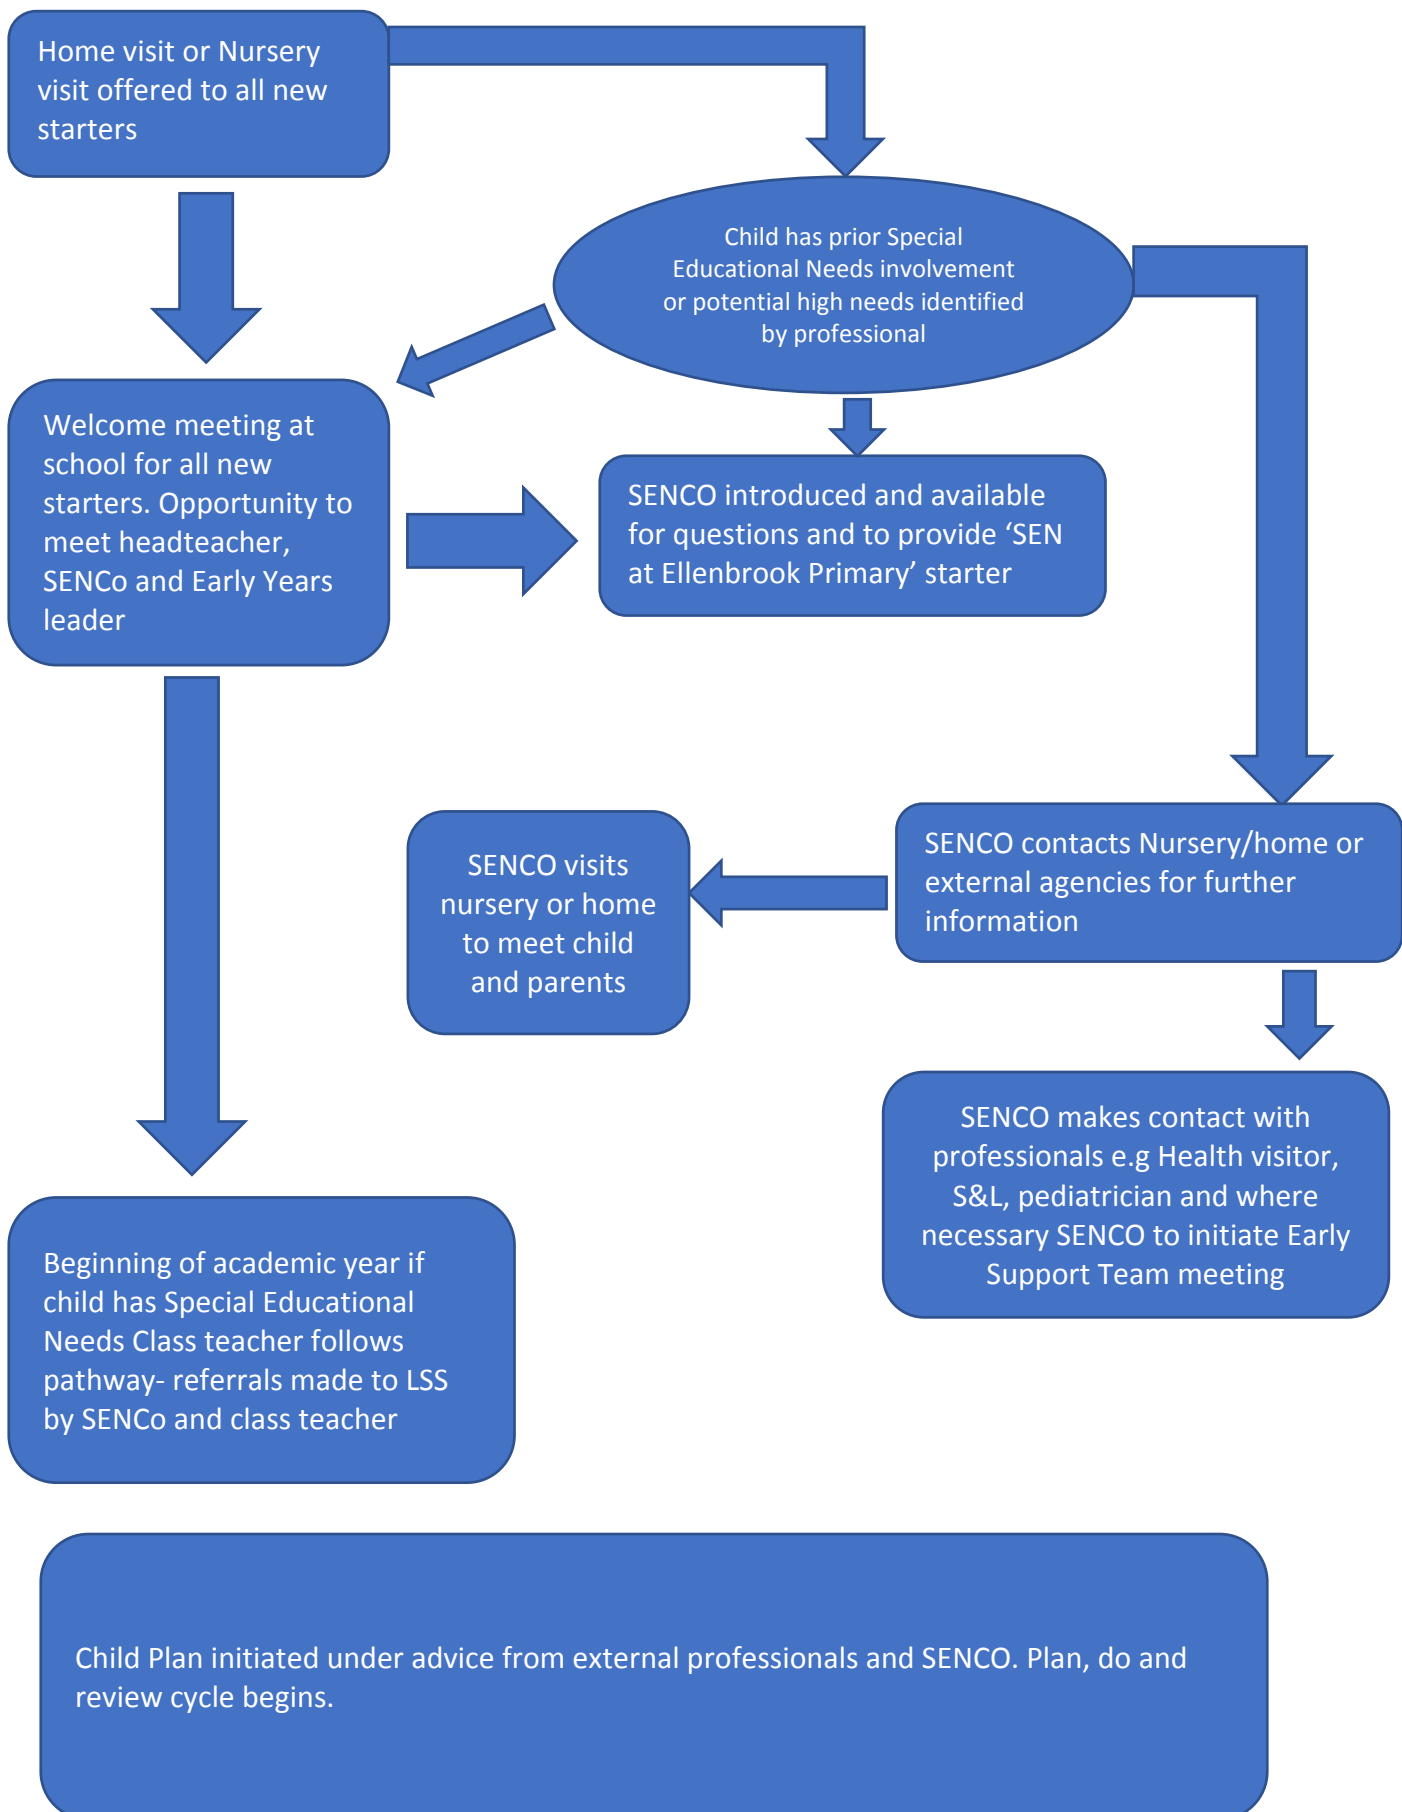 Home visit or Nursery
visit offered to all new
starters
Child has prior Special
Educational Needs involvement
or potential high needs identified
by professional
Welcome meeting at
school for all new
starters. Opportunity to
meet headteacher,
SENCo and Early Years
leader
SENCO introduced and available
for questions and to provide ‘SEN
at Ellenbrook Primary’ starter
SENCO contacts Nursery/home or
external agencies for further
information
SENCO visits
nursery or home
to meet child
and parents
SENCO makes contact with
professionals e.g Health visitor,
S&L, pediatrician and where
necessary SENCO to initiate Early
Support Team meeting
Beginning of academic year if
child has Special Educational
Needs Class teacher follows
pathway- referrals made to LSS
by SENCo and class teacher
Child Plan initiated under advice from external professionals and SENCO. Plan, do and
review cycle begins.